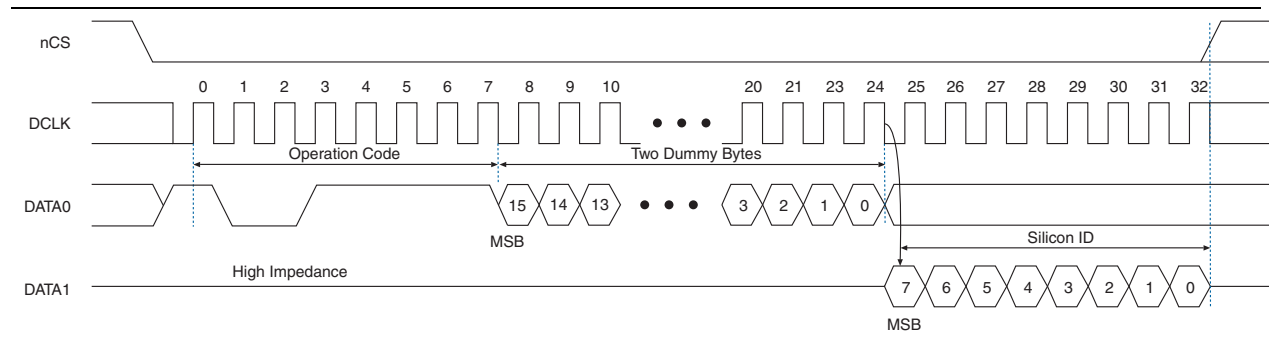 nCS
0 1 2 3 4 5 6 7 8 9 10 20 21 23 24 25 26 27 28 29 30 31 32
DCLK
Operation Code Two Dummy Bytes
DATA0 15 14 13 3 2 1 0
MSB Silicon ID
High Impedance
DATA1 7 6 5 4 3 2 1 0
MSB